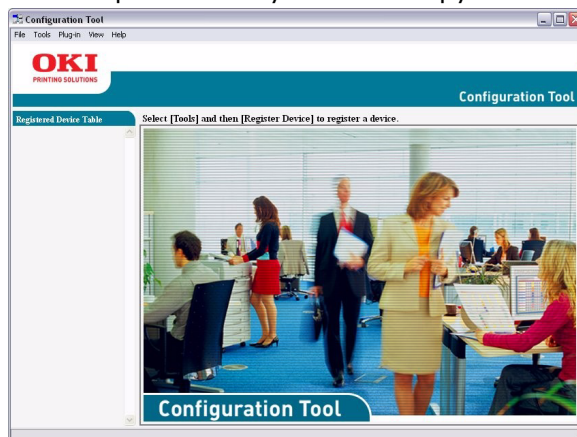 Configuration Tool
File Tools Plug-in View Help
OKI
PRINTING SOLUTIONS
Configuration Tool
Registered Device Table
Select [Tools] and then [Register Device] to register a device.
Configuration Tool